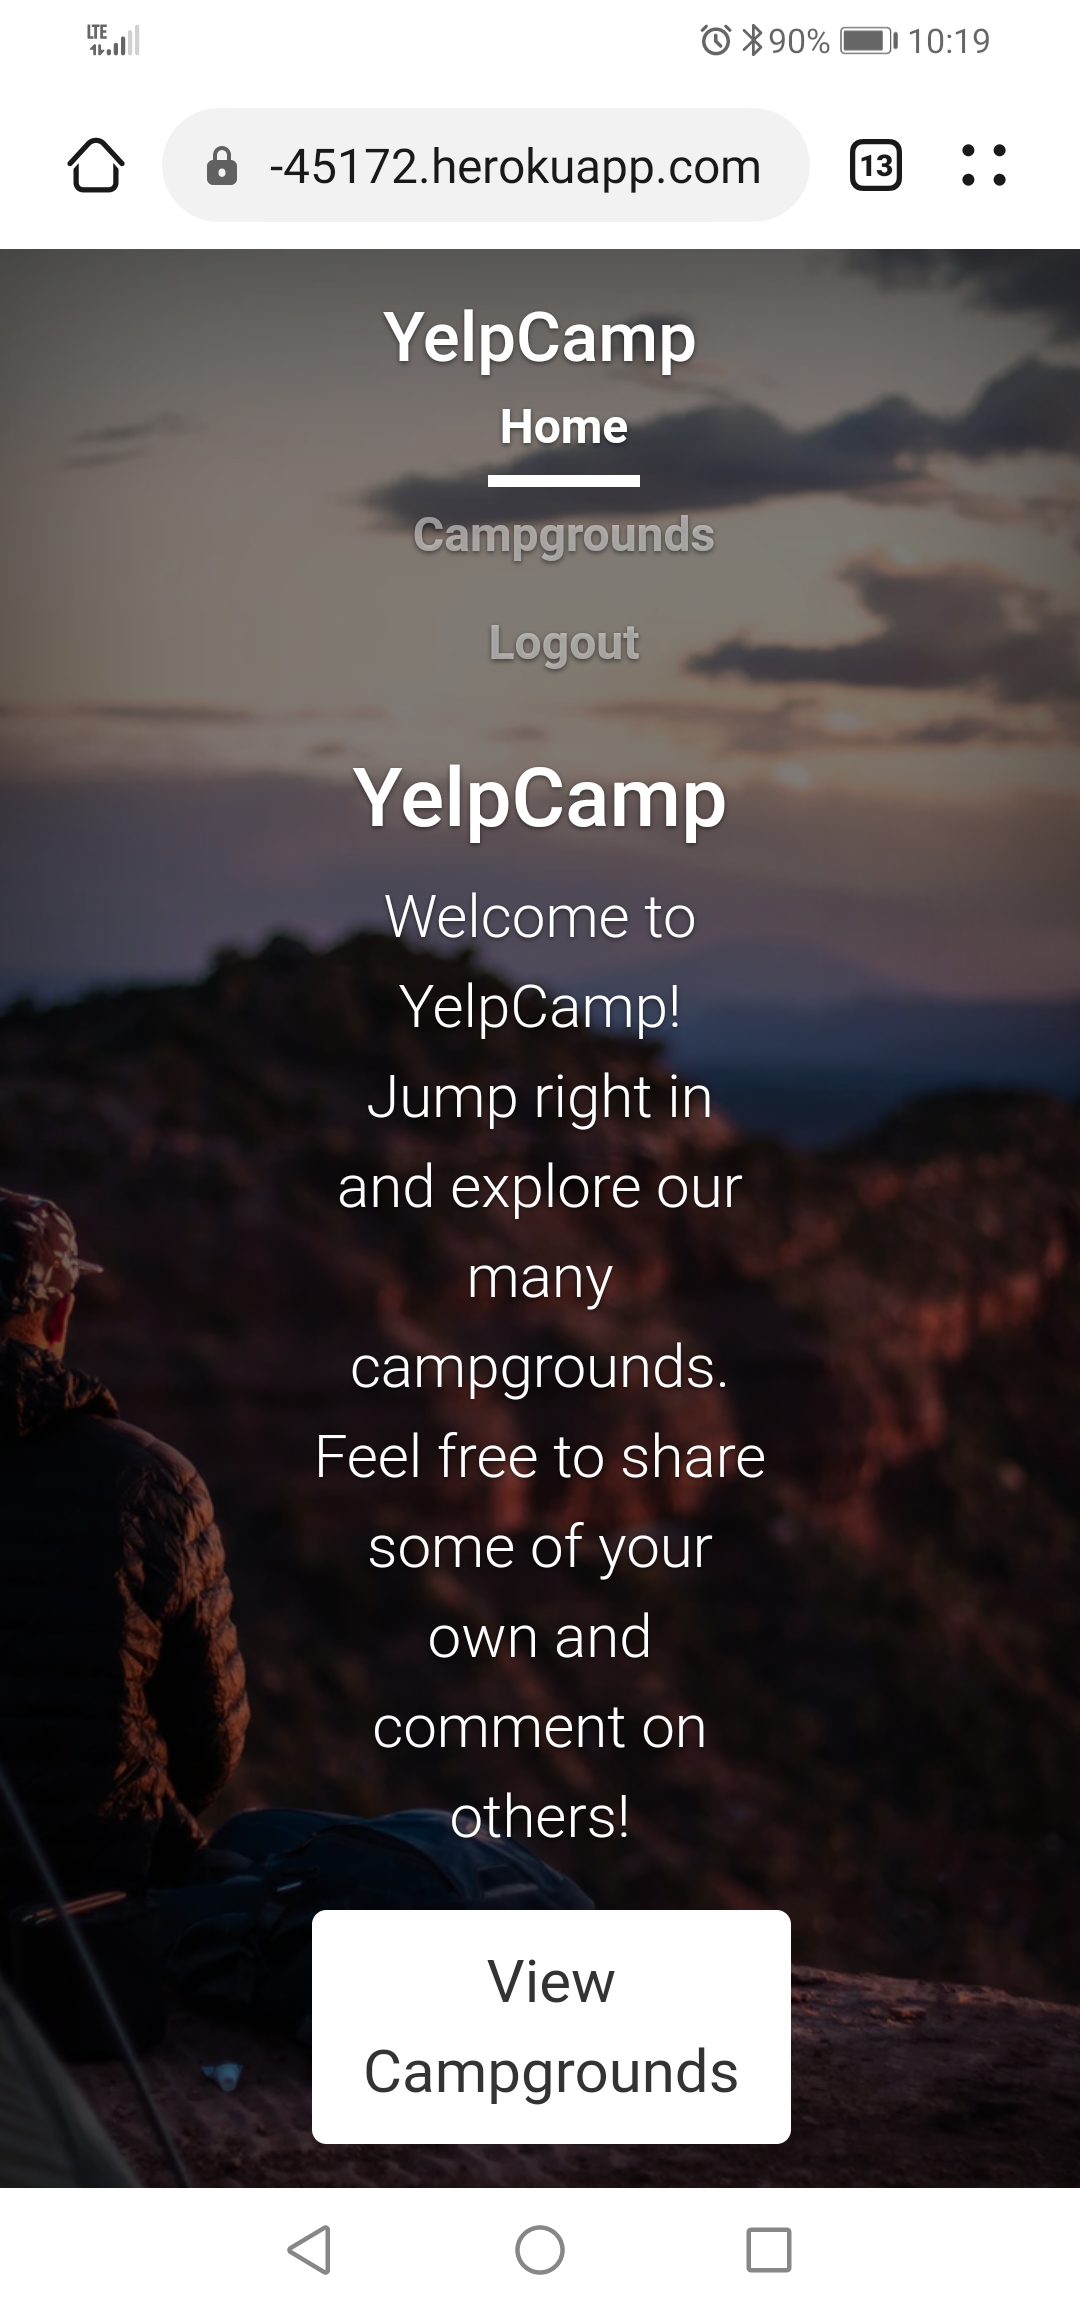 LTE 90% 10:19
-45172.herokuapp.com 13
YelpCamp
Home
Campgrounds
Logout
YelpCamp
Welcome to
YelpCamp!
Jump right in
and explore our
many
campgrounds.
Feel free to share
some of your
own and
comment on
others!
View
Campgrounds